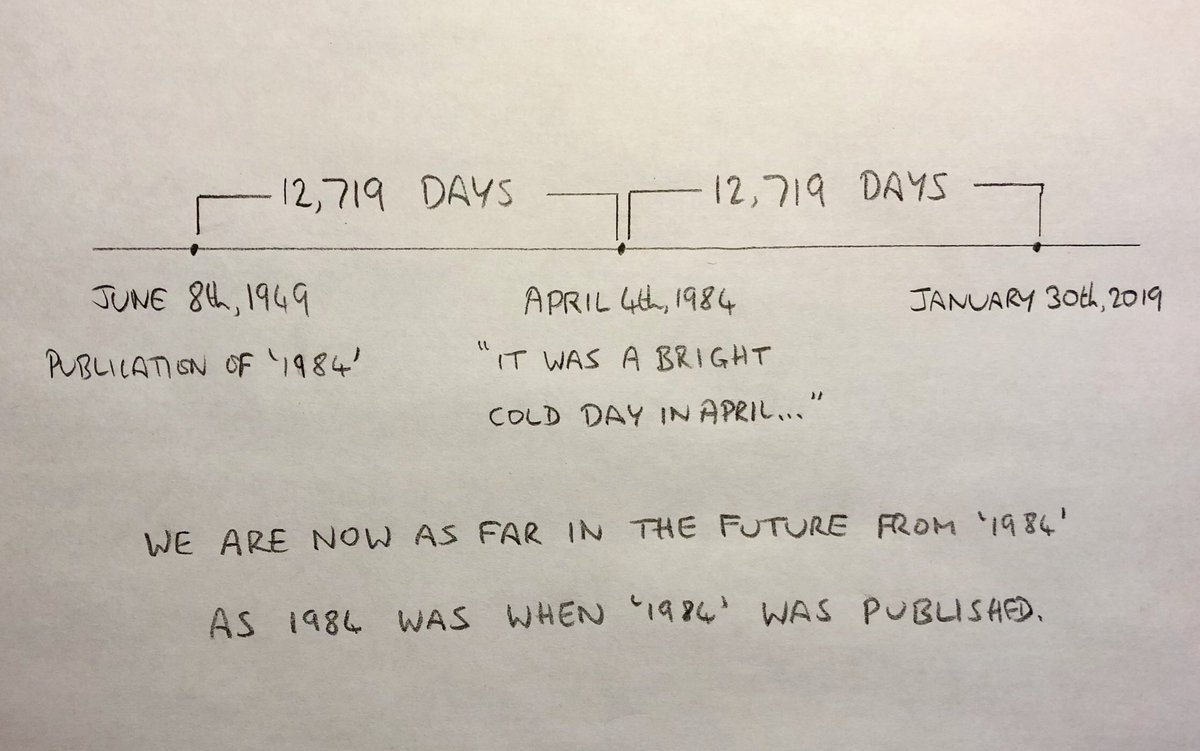 12,719 DAYS 12,719 DAYS
JUNE 8th, 1949 APRIL 4th, 1984 JANUARY 30th, 2019
PUBLICATION OF '1984' "IT WAS A BRIGHT
COLD DAY IN APRIL..."
WE ARE NOW AS FAR IN THE FUTURE FROM '1984'
AS 1984 WAS WHEN '1984' WAS PUBLISHED.